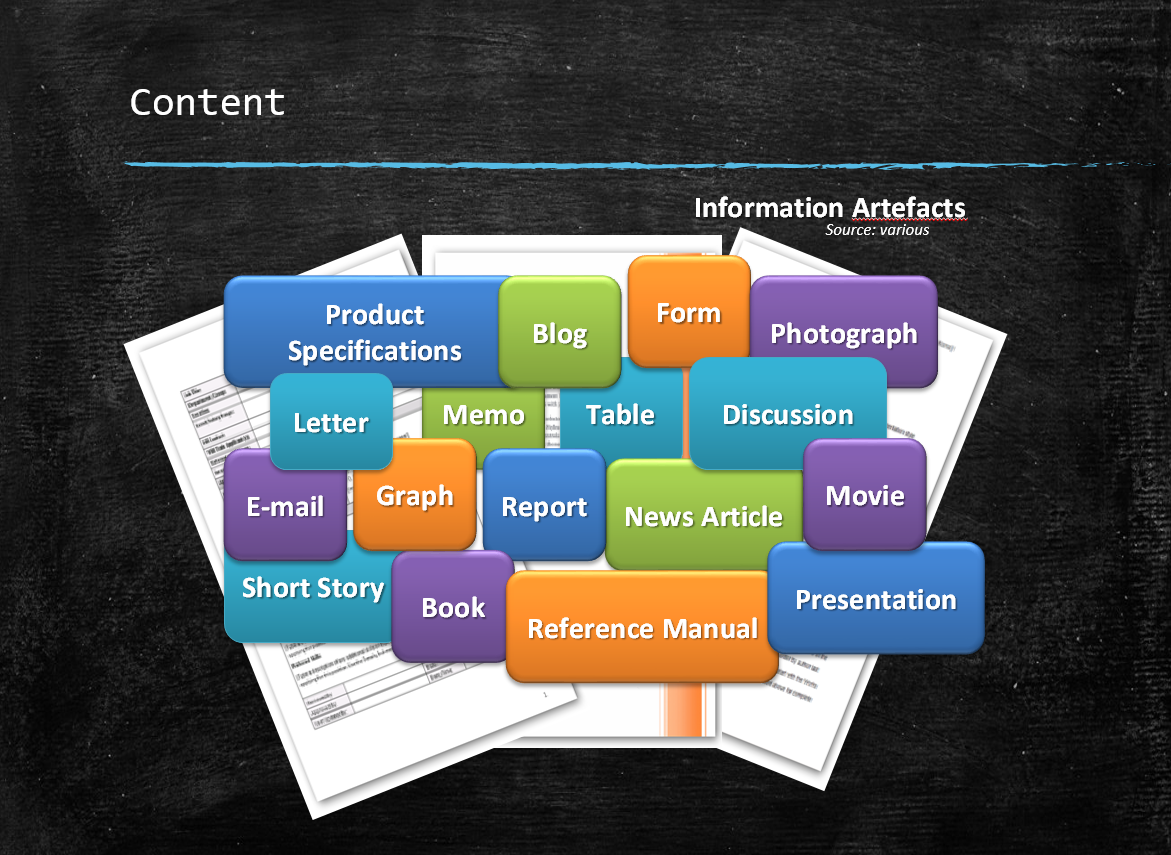 Content
Information Artefacts
Source: various
Product
Specifications
Blog
Form
Photograph
Letter
Memo
Table
Discussion
E-mail
Graph
Report
News Article
Movie
Short Story
Book
Reference Manual
Presentation